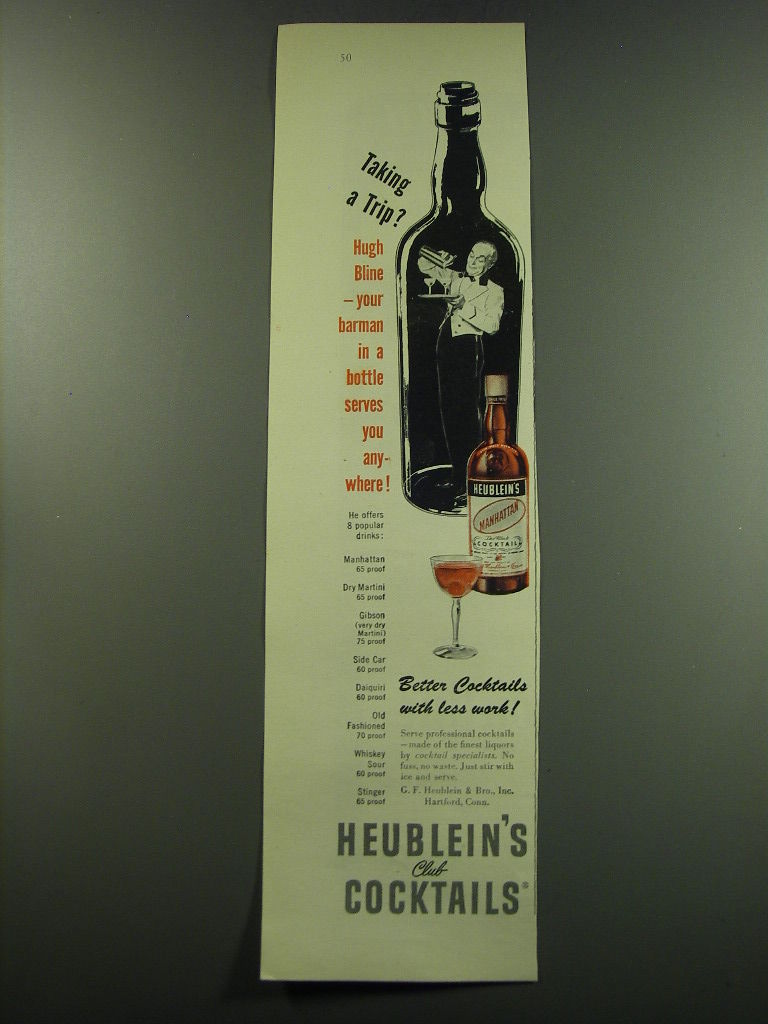 50
Taking
a Trip?
Hugh
Bline
– your
barman
in a
bottle
serves
you
any-
where!
He offers
8 popular
drinks:
Manhattan
65 proof
Dry Martini
65 proof
Gibson
(very dry
Martini)
75 proof
Side Car
60 proof
Daiquiri
60 proof
Old
Fashioned
70 proof
Whiskey
Sour
60 proof
Stinger
65 proof
HEUBLEIN'S
MANHATTAN
COCKTAIL
Better Cocktails
with less work!
Serve professional cocktails
—made of the finest liquors
by cocktail specialists. No
fuss, no waste. Just stir with
ice and serve.
G. F. Heublein & Bro., Inc.
Hartford, Conn.
HEUBLEIN'S
Club
COCKTAILS®